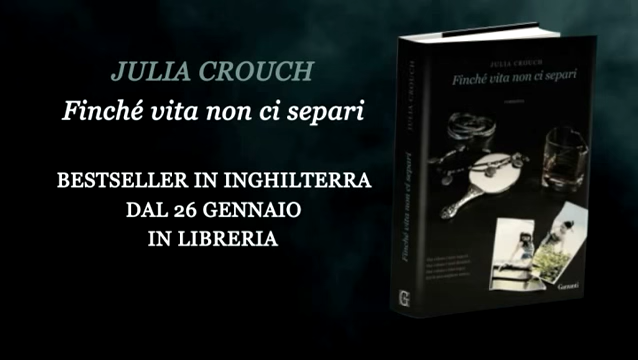 JULIA CROUCH
Finché vita non ci separi
BESTSELLER IN INGHILTERRA
DAL 26 GENNAIO
IN LIBRERIA
JULIA CROUCH
Finché vita non ci separi
JULIA CROUCH
Finché vita non ci separi
Garzanti
G